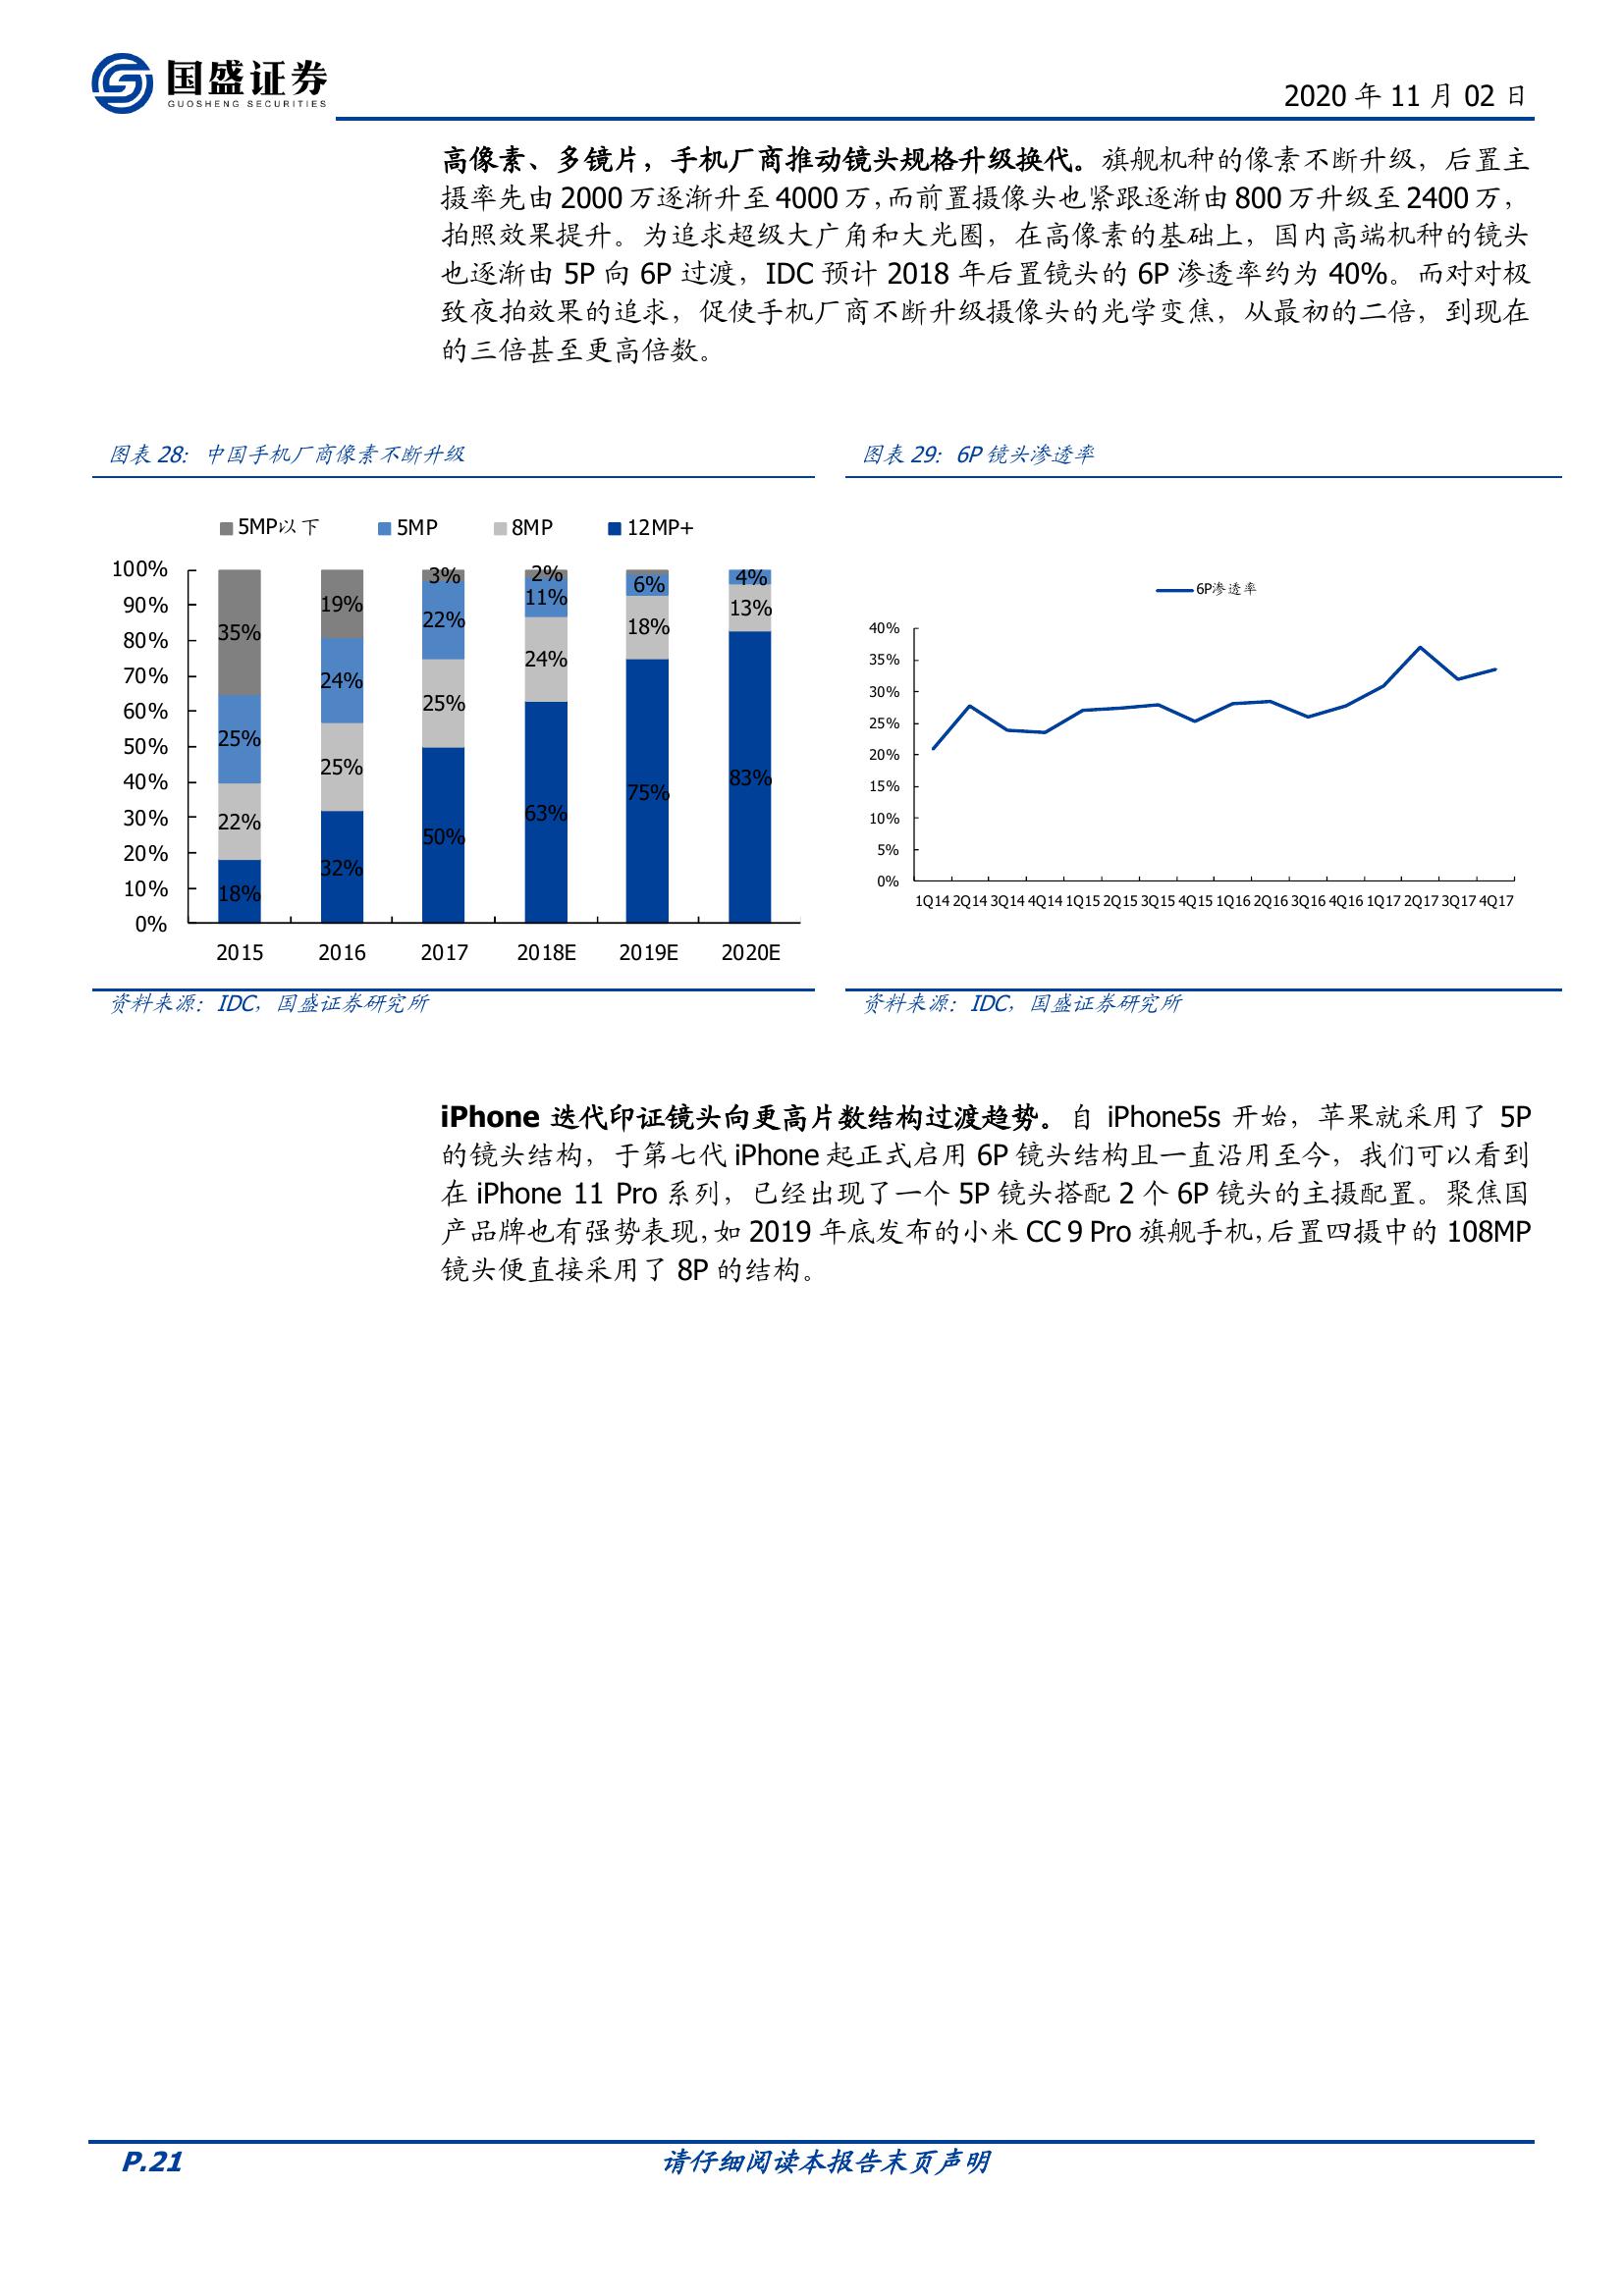 国盛证券
GUOSHENG SECURITIES
2020 年 11 月 02 日
高像素、多镜片，手机厂商推动镜头规格升级换代。旗舰机种的像素不断升级，后置主
摄率先由 2000 万逐渐升至 4000 万，而前置摄像头也紧跟逐渐由 800 万升级至 2400 万，
拍照效果提升。为追求超级大广角和大光圈，在高像素的基础上，国内高端机种的镜头
也逐渐由 5P 向 6P 过渡，IDC 预计 2018 年后置镜头的 6P 渗透率约为 40%。而对对极
致夜拍效果的追求，促使手机厂商不断升级摄像头的光学变焦，从最初的二倍，到现在
的三倍甚至更高倍数。
图表 28：中国手机厂商像素不断升级
5MP以下 5MP 8MP 12MP+
100%
90%
80%
70%
60%
50%
40%
30%
20%
10%
0%
35%
25%
22%
18%
19%
24%
25%
32%
3%
22%
25%
50%
2%
11%
24%
63%
6%
18%
75%
4%
13%
83%
2015 2016 2017 2018E 2019E 2020E
资料来源：IDC，国盛证券研究所
图表 29：6P 镜头渗透率
6P渗透率
40%
35%
30%
25%
20%
15%
10%
5%
0%
1Q14 2Q14 3Q14 4Q14 1Q15 2Q15 3Q15 4Q15 1Q16 2Q16 3Q16 4Q16 1Q17 2Q17 3Q17 4Q17
资料来源：IDC，国盛证券研究所
iPhone 迭代印证镜头向更高片数结构过渡趋势。自 iPhone5s 开始，苹果就采用了 5P
的镜头结构，于第七代 iPhone 起正式启用 6P 镜头结构且一直沿用至今，我们可以看到
在 iPhone 11 Pro 系列，已经出现了一个 5P 镜头搭配 2 个 6P 镜头的主摄配置。聚焦国
产品牌也有强势表现，如 2019 年底发布的小米 CC 9 Pro 旗舰手机，后置四摄中的 108MP
镜头便直接采用了 8P 的结构。
P.21
请仔细阅读本报告末页声明